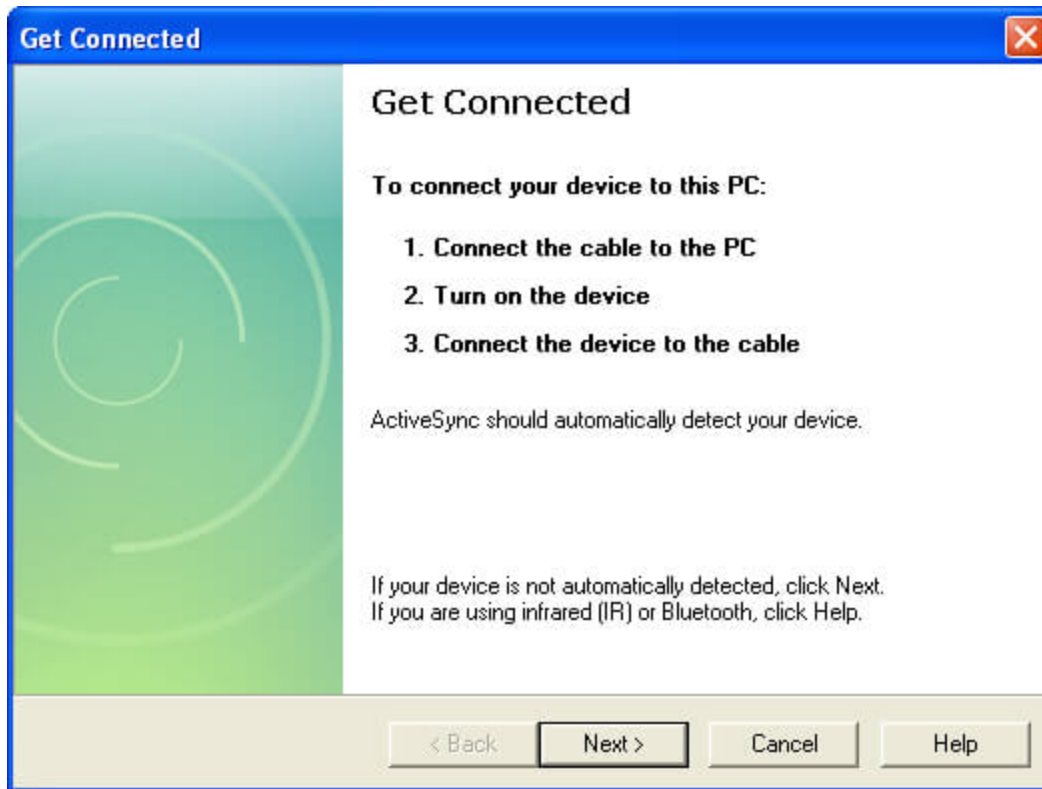 Get Connected
Get Connected
To connect your device to this PC:
1. Connect the cable to the PC
2. Turn on the device
3. Connect the device to the cable
ActiveSync should automatically detect your device.
If your device is not automatically detected, click Next.
If you are using infrared (IR) or Bluetooth, click Help.
< Back Next > Cancel Help